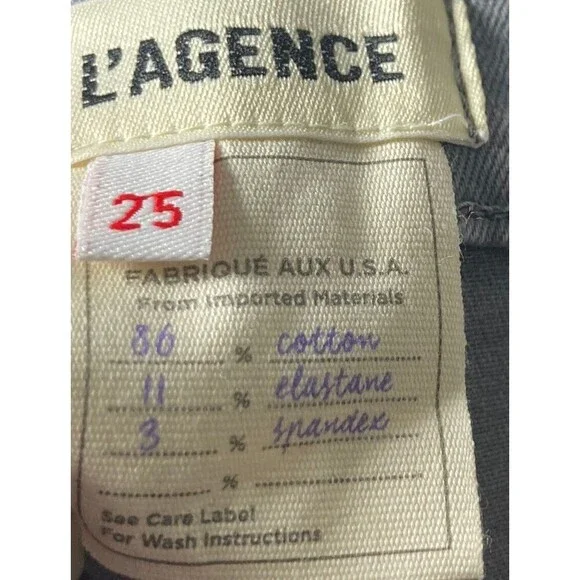 L'AGENCE
25
FABRIQUÉ AUX U.S.A.
From Imported Materials
86 % cotton
11 % elastane
3 % spandex
%
See Care Label
For Wash Instructions